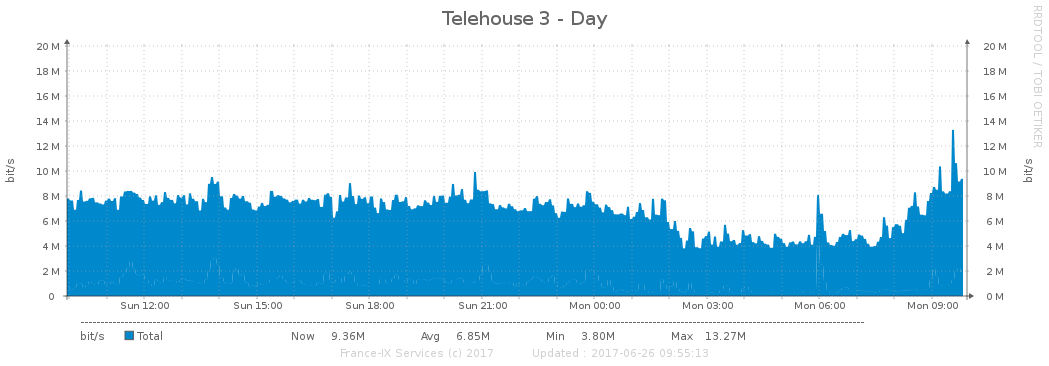 Telehouse 3 - Day
RRDTOOL / TOBI OETIKER
bit/s
20 M 20 M
18 M 18 M
16 M 16 M
14 M 14 M
12 M 12 M
10 M 10 M
8 M 8 M
6 M 6 M
4 M 4 M
2 M 2 M
0 0 M
bit/s
Sun 12:00 Sun 15:00 Sun 18:00 Sun 21:00 Mon 00:00 Mon 03:00 Mon 06:00 Mon 09:00
bit/s Total Now 9.36M Avg 6.85M Min 3.80M Max 13.27M
France-IX Services (c) 2017 Updated : 2017-06-26 09:55:13